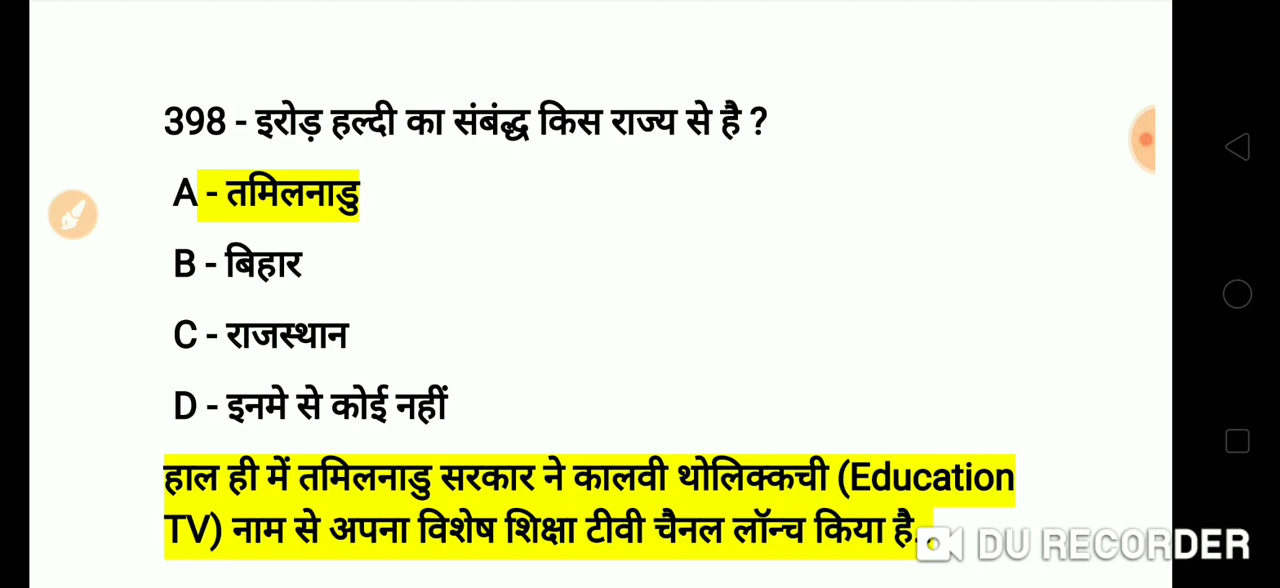 398 - इरोड़ हल्दी का संबंद्ध किस राज्य से है ?
A - तमिलनाडु
B - बिहार
C - राजस्थान
D - इनमे से कोई नहीं
हाल ही में तमिलनाडु सरकार ने कालवी थोलिक्कची (Education
TV) नाम से अपना विशेष शिक्षा टीवी चैनल लॉन्च किया है..
DU RECORDER